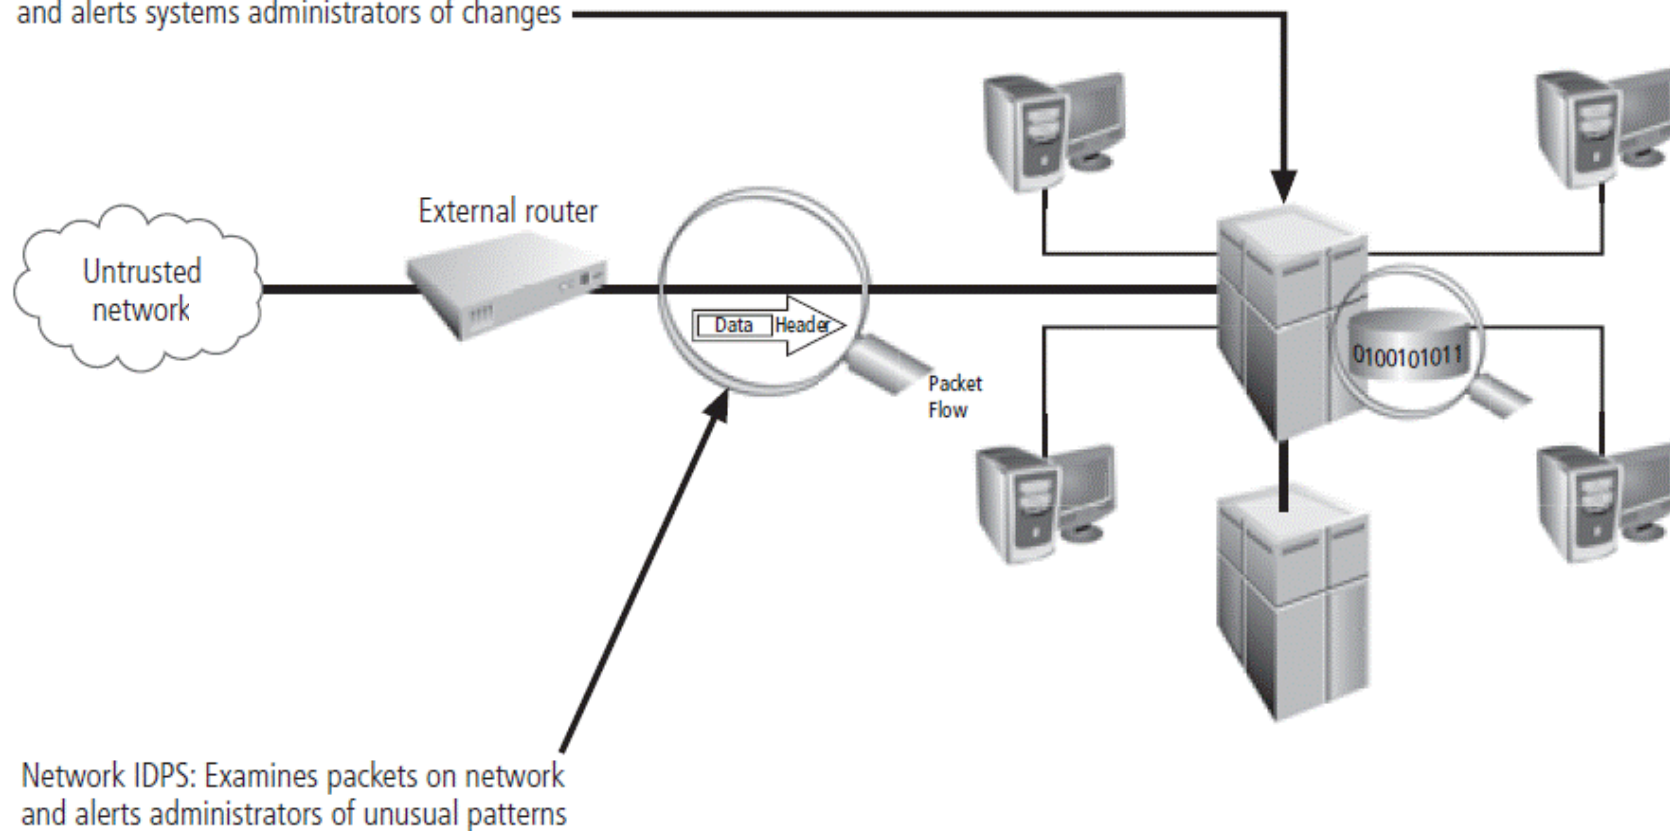 and alerts systems administrators of changes
External router
Untrusted
network
Data Header
0100101011
Packet
Flow
Network IDPS: Examines packets on network
and alerts administrators of unusual patterns